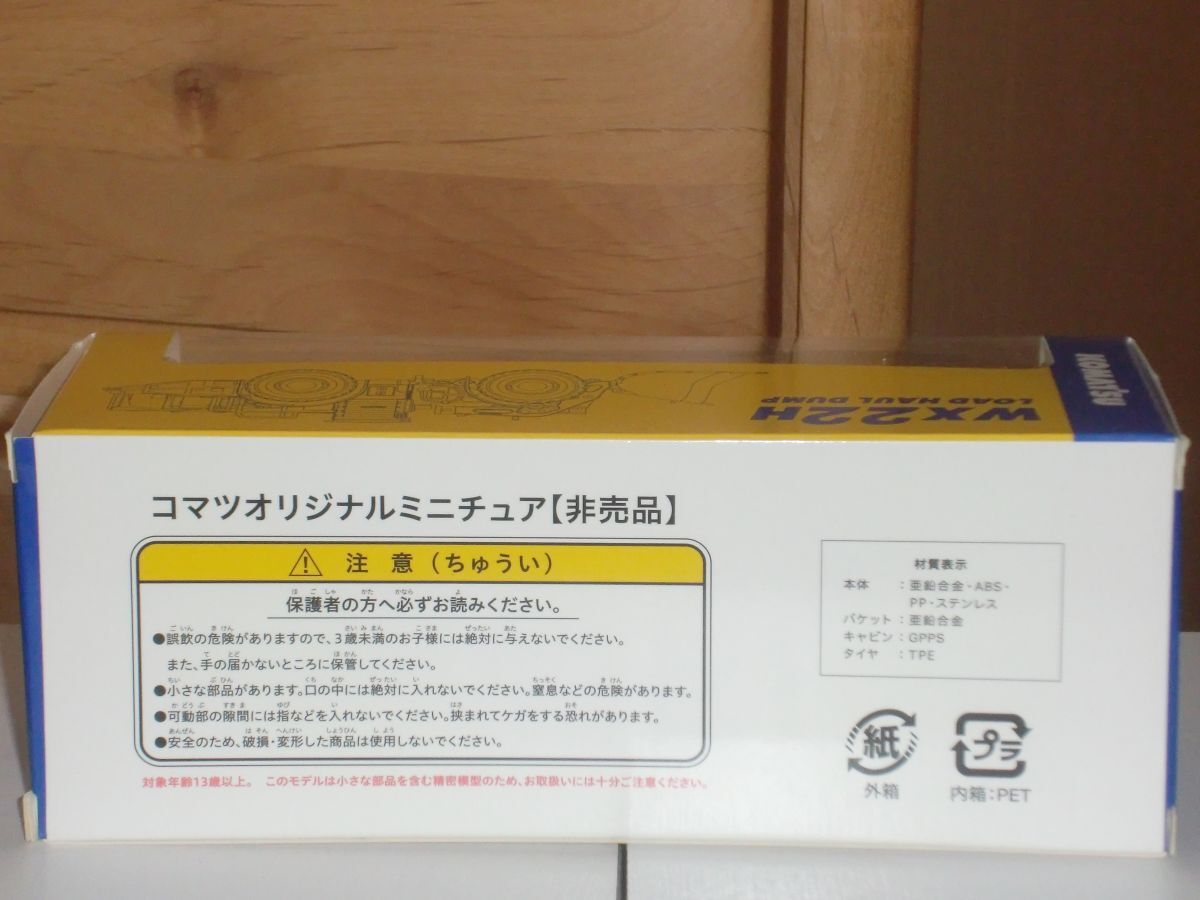 KOMATSU
WX22H
LOAD HAUL DUMP
コマツオリジナルミニチュア【非売品】
注 意（ちゅうい）
保護者の方へ必ずお読みください。
●誤飲の危険がありますので、3歳未満のお子様には絶対に与えないでください。
また、手の届かないところに保管してください。
●小さな部品があります。口の中には絶対に入れないでください。窒息などの危険があります。
●可動部の隙間には指などを入れないでください。挟まれてケガをする恐れがあります。
●安全のため、破損・変形した商品は使用しないでください。
対象年齢13歳以上。 このモデルは小さな部品を含む精密模型のため、お取扱いには十分ご注意ください。
材質表示
本体 ：亜鉛合金・ABS・
PP・ステンレス
バケット：亜鉛合金
キャビン：GPPS
タイヤ ：TPE
紙
外箱
プラ
内箱：PET